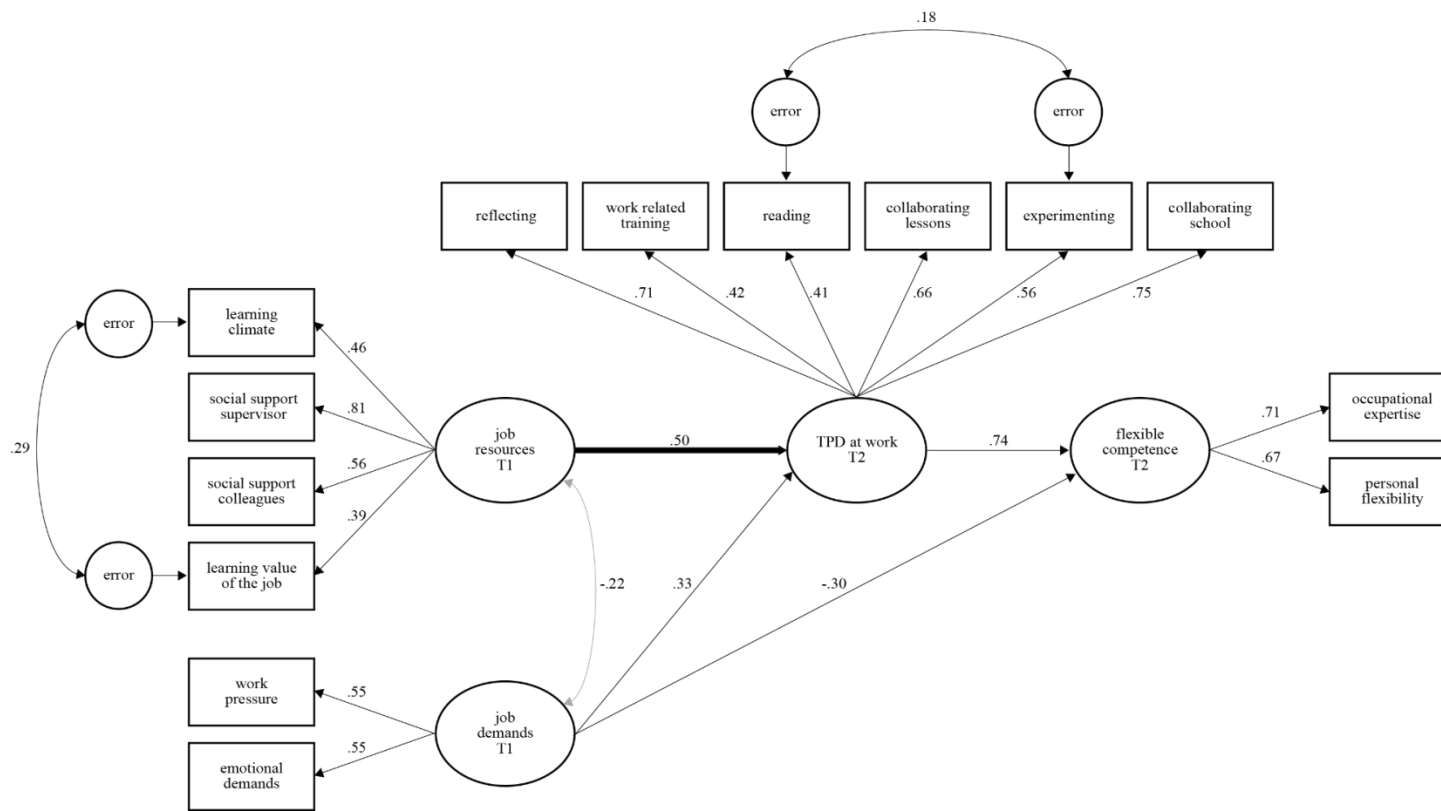 .18
error
error
reflecting
work related
training
reading
collaborating
lessons
experimenting
collaborating
school
.71
.42
.41
.66
.56
.75
error
learning
climate
.46
social support
supervisor
.81
.29
social support
colleagues
.56
.39
error
learning value
of the job
job
resources
T1
.50
TPD at work
T2
.74
flexible
competence
T2
.71
occupational
expertise
.67
personal
flexibility
-.22
.33
-.30
work
pressure
.55
job
demands
T1
.55
emotional
demands